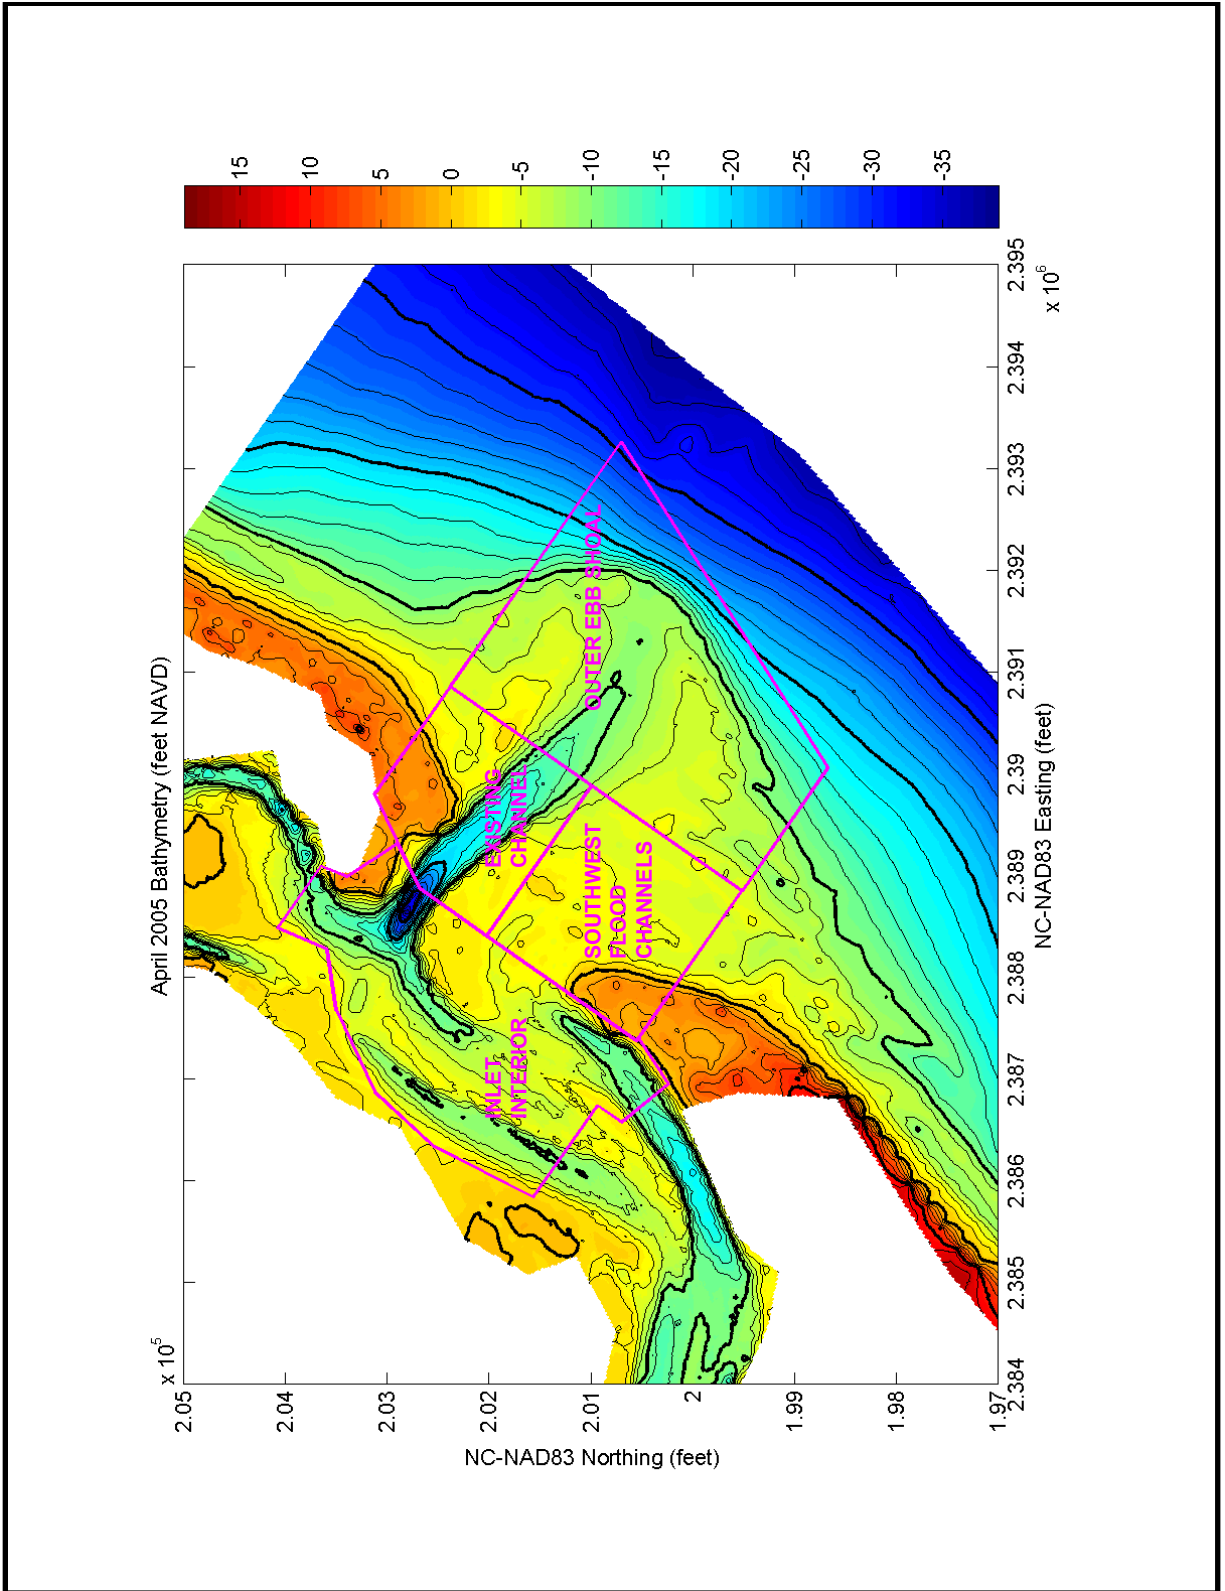 April 2005 Bathymetry (feet NAVD)
x 10^5
2.05
2.04
2.03
2.02
2.01
2
1.99
1.98
1.97
NC-NAD83 Northing (feet)
INLET
INTERIOR
EXISTING
CHANNEL
SOUTHWEST
FLOOD
CHANNELS
OUTER EBB SHOAL
2.384
2.385
2.386
2.387
2.388
2.389
2.39
2.391
2.392
2.393
2.394
2.395
x 10^6
NC-NAD83 Easting (feet)
15
10
5
0
-5
-10
-15
-20
-25
-30
-35